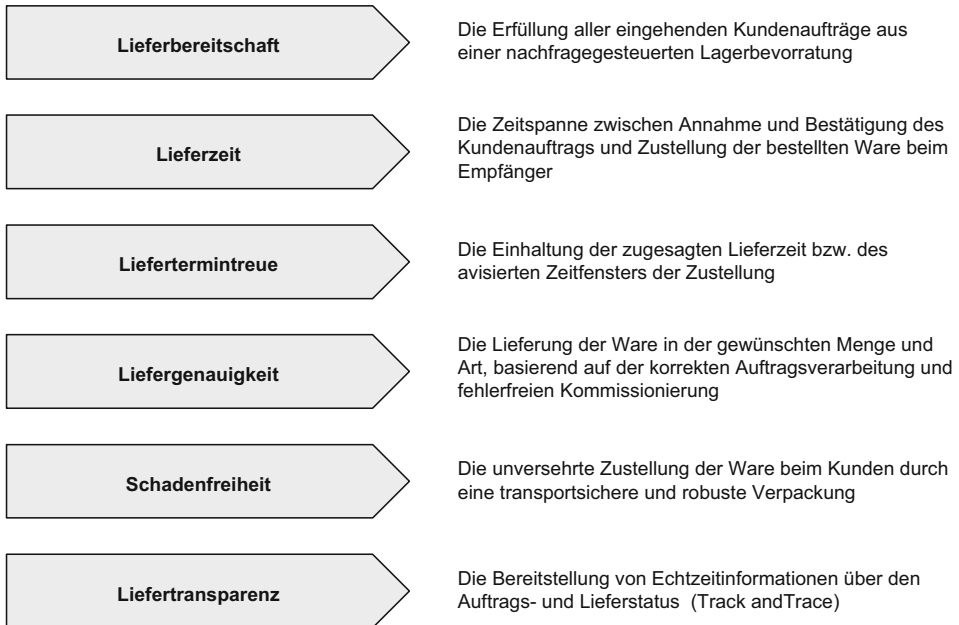 Lieferbereitschaft
Die Erfüllung aller eingehenden Kundenaufträge aus
einer nachfragegesteuerten Lagerbevorratung
Lieferzeit
Die Zeitspanne zwischen Annahme und Bestätigung des
Kundenauftrags und Zustellung der bestellten Ware beim
Empfänger
Liefertermintreue
Die Einhaltung der zugesagten Lieferzeit bzw. des
avisierten Zeitfensters der Zustellung
Liefergenauigkeit
Die Lieferung der Ware in der gewünschten Menge und
Art, basierend auf der korrekten Auftragsverarbeitung und
fehlerfreien Kommissionierung
Schadenfreiheit
Die unversehrte Zustellung der Ware beim Kunden durch
eine transportsichere und robuste Verpackung
Liefertransparenz
Die Bereitstellung von Echtzeitinformationen über den
Auftrags- und Lieferstatus (Track andTrace)